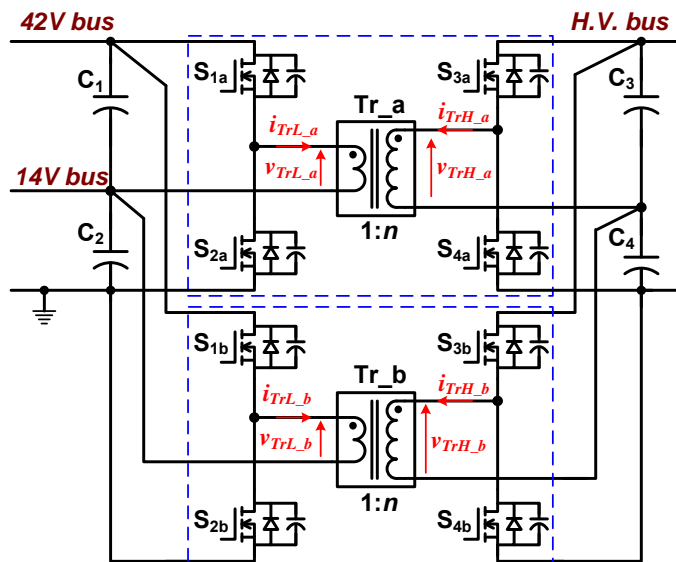 42V bus
H.V. bus
S1a
S3a
C1
C3
Tr_a
iTrL_a
iTrH_a
vTrL_a
vTrH_a
14V bus
C2
C4
1:n
S2a
S4a
S1b
S3b
Tr_b
iTrL_b
iTrH_b
vTrL_b
vTrH_b
1:n
S2b
S4b